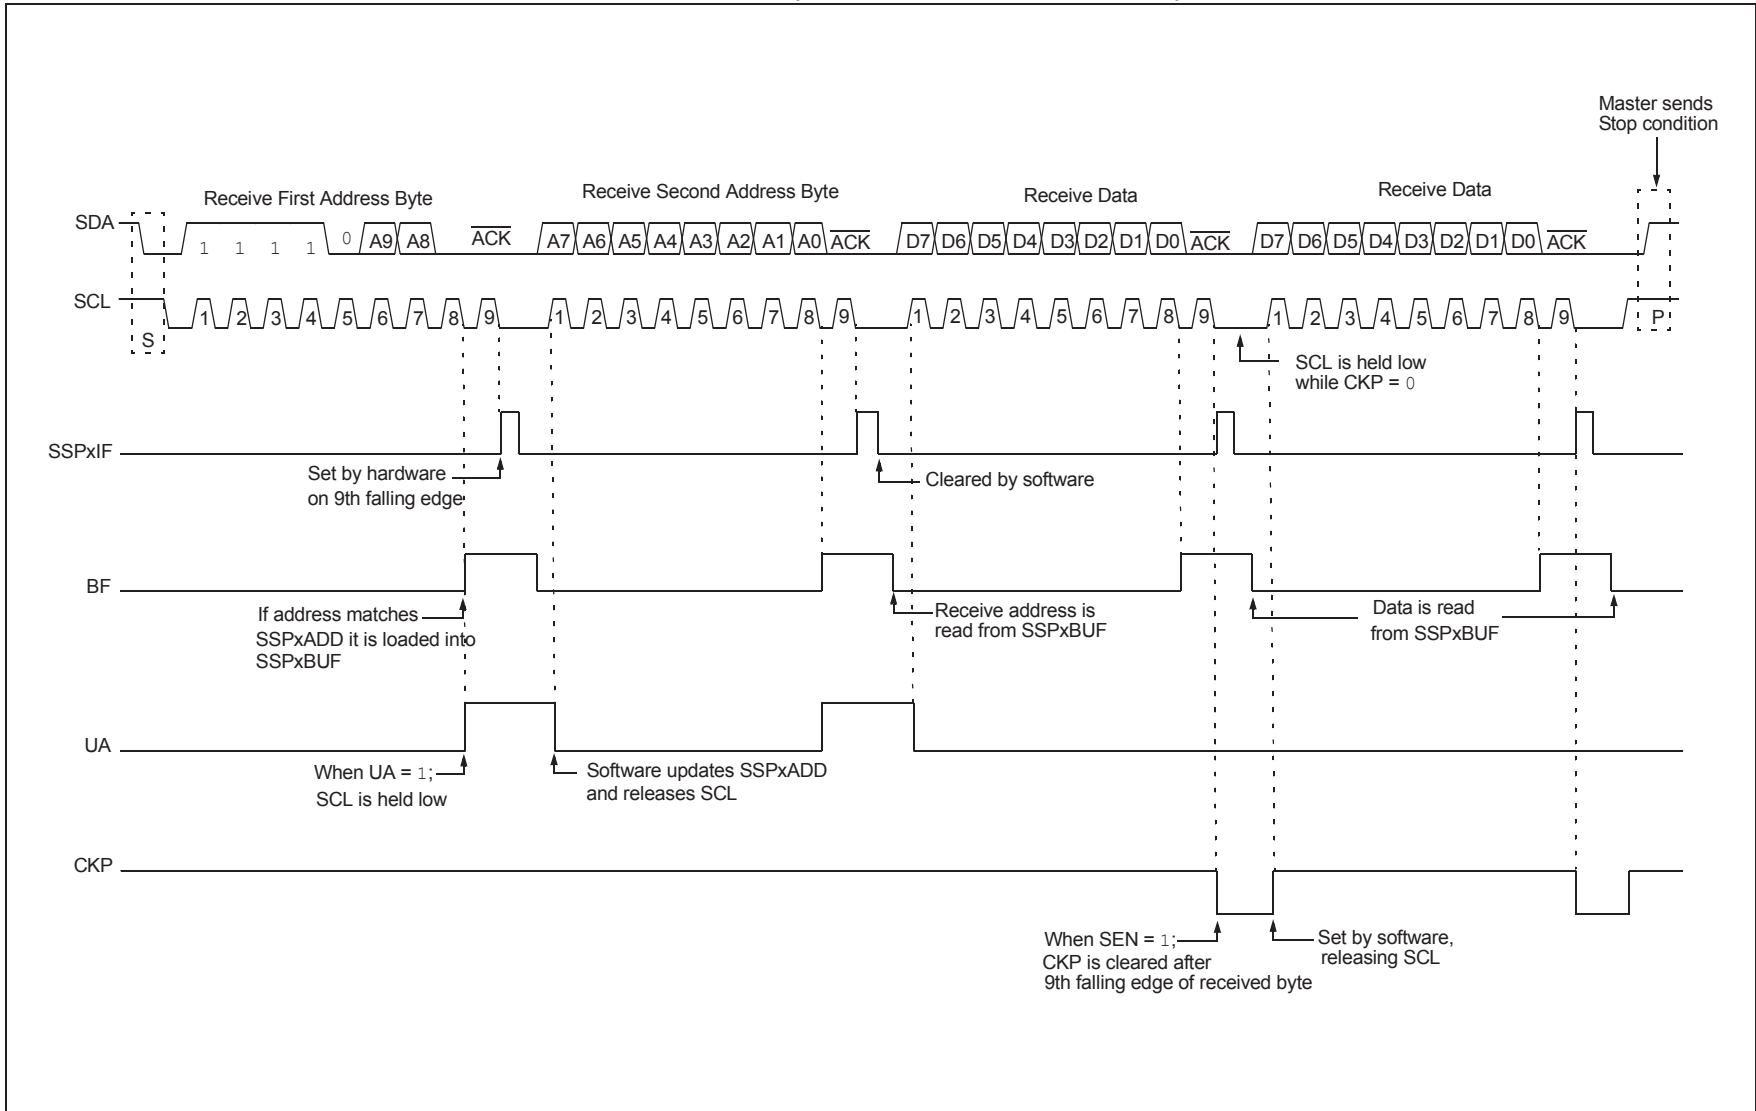 Master sends
Stop condition
Receive First Address Byte
Receive Second Address Byte
Receive Data
Receive Data
SDA
1 1 1 1 0 A9 A8 ACK A7 A6 A5 A4 A3 A2 A1 A0 ACK D7 D6 D5 D4 D3 D2 D1 D0 ACK D7 D6 D5 D4 D3 D2 D1 D0 ACK
SCL
S 1 2 3 4 5 6 7 8 9 1 2 3 4 5 6 7 8 9 1 2 3 4 5 6 7 8 9 1 2 3 4 5 6 7 8 9 P
SCL is held low
while CKP = 0
SSPxIF
Set by hardware
on 9th falling edge
Cleared by software
BF
If address matches
SSPxADD it is loaded into
SSPxBUF
Receive address is
read from SSPxBUF
Data is read
from SSPxBUF
UA
When UA = 1;
SCL is held low
Software updates SSPxADD
and releases SCL
CKP
When SEN = 1;
CKP is cleared after
9th falling edge of received byte
Set by software,
releasing SCL